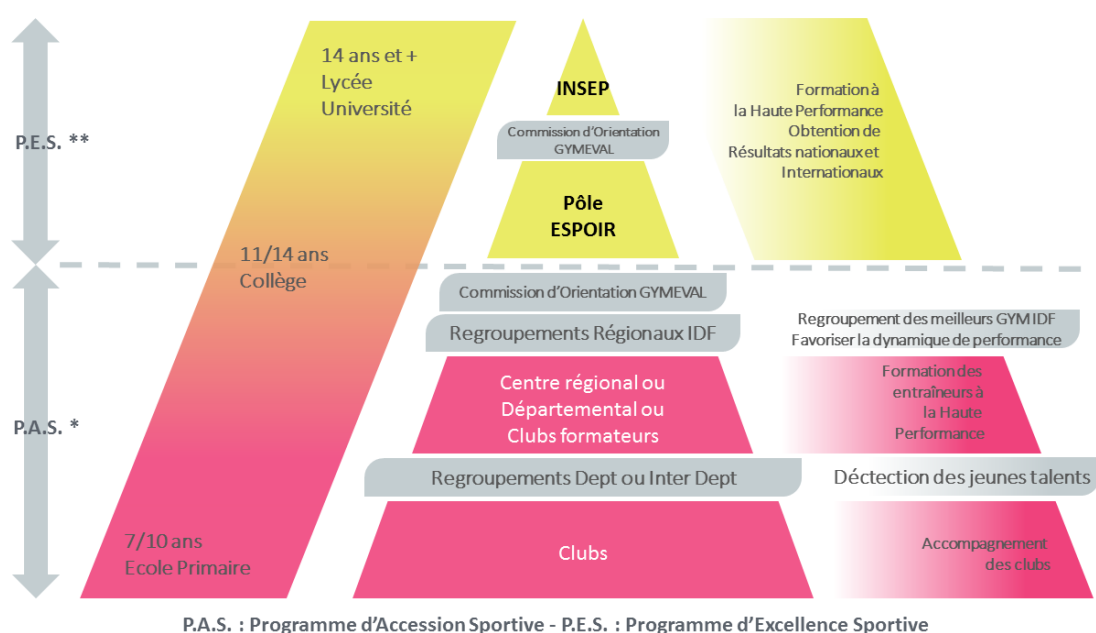 P.E.S. **
P.A.S. *
14 ans et +
Lycée
Université
11/14 ans
Collège
7/10 ans
Ecole Primaire
INSEP
Commission d'Orientation
GYMEVAL
Pôle
ESPOIR
Commission d'Orientation GYMEVAL
Regroupements Régionaux IDF
Centre régional ou
Départemental ou
Clubs formateurs
Regroupements Dept ou Inter Dept
Clubs
Formation à
la Haute Performance
Obtention de
Résultats nationaux et
Internationaux
Regroupement des meilleurs GYM IDF
Favoriser la dynamique de performance
Formation des
entraîneurs à
la Haute
Performance
Déctection des jeunes talents
Accompagnement
des clubs
P.A.S. : Programme d'Accession Sportive - P.E.S. : Programme d'Excellence Sportive